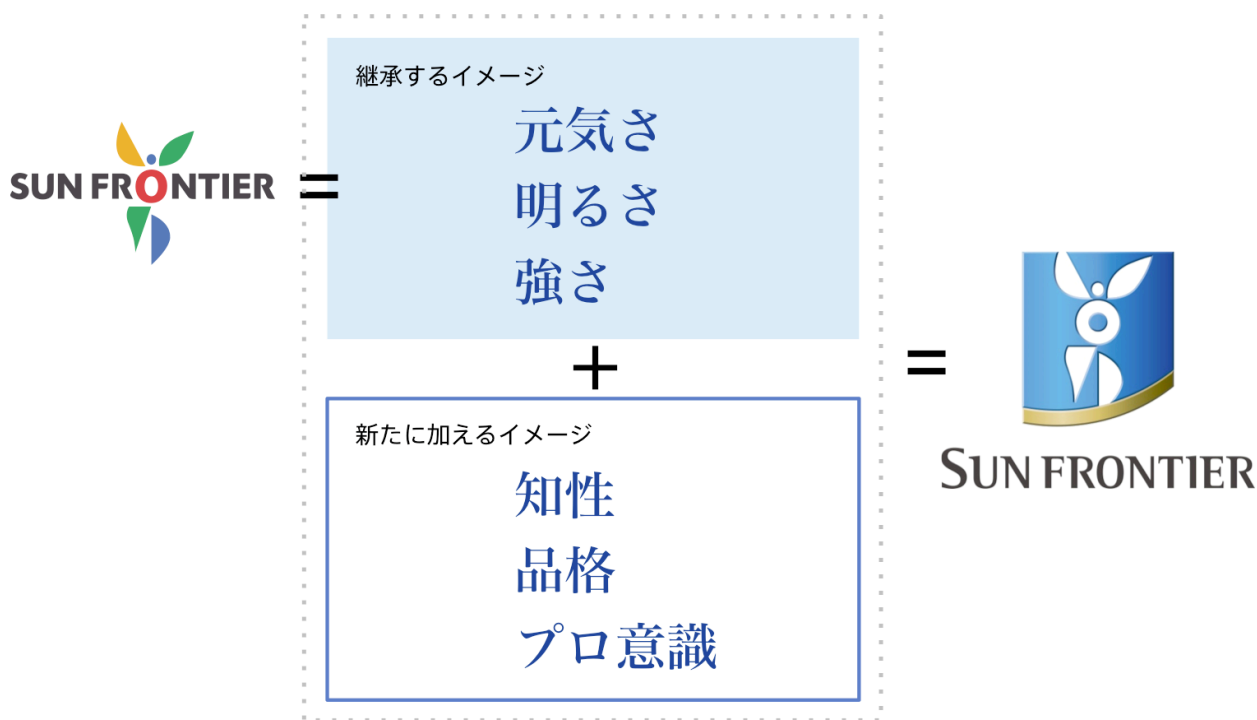 SUN FRONTIER
=
継承するイメージ
元気さ
明るさ
強さ
+
新たに加えるイメージ
知性
品格
プロ意識
=
SUN FRONTIER